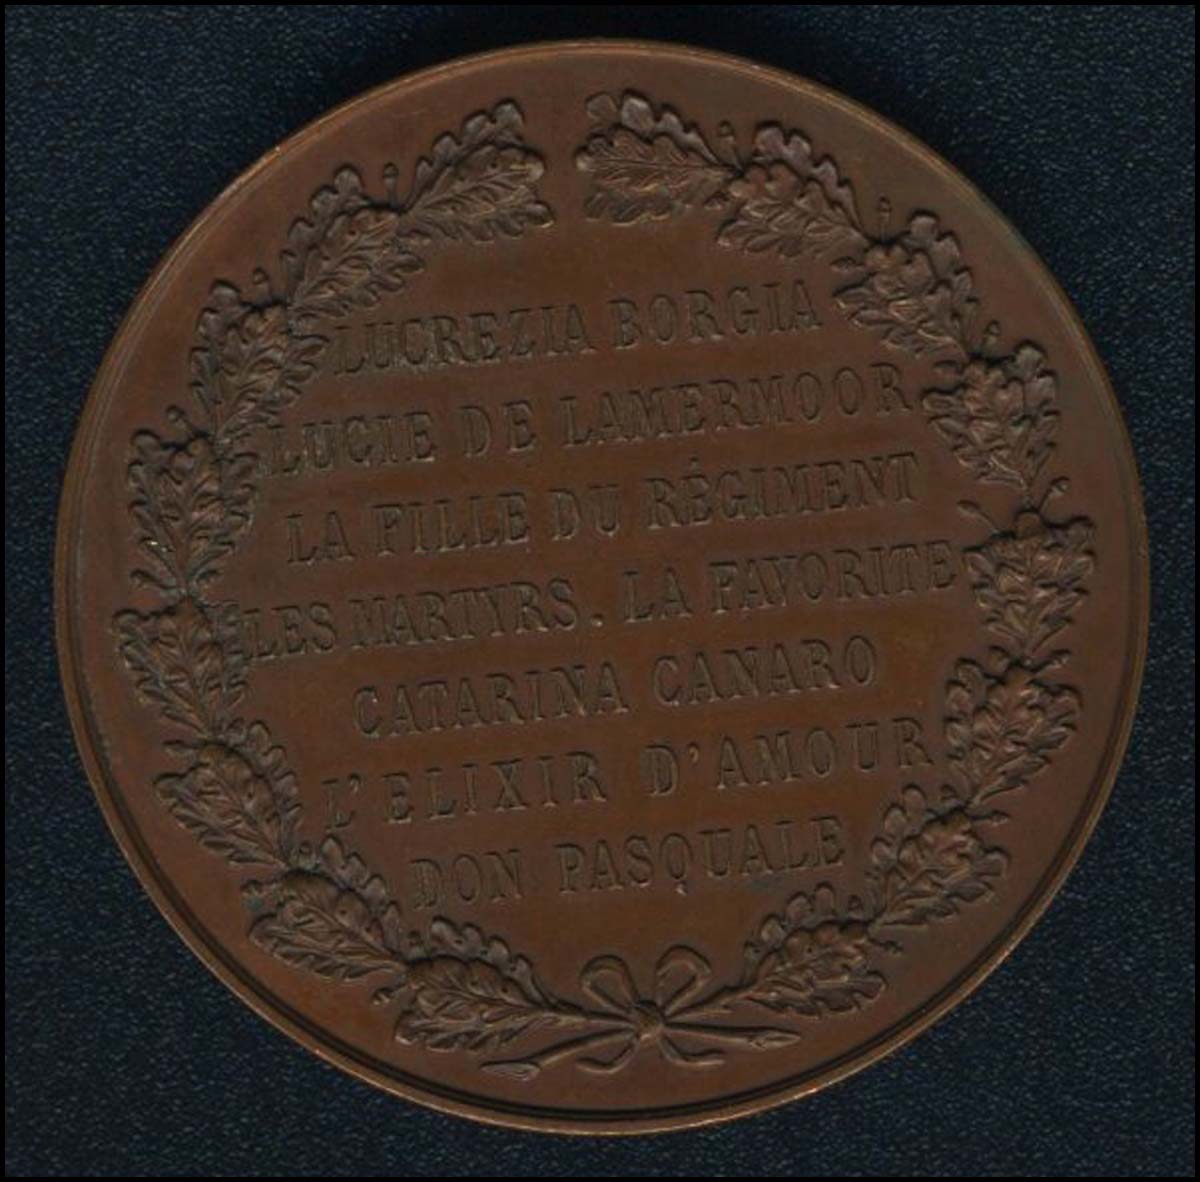 LUCREZIA BORGIA
LUCIE DE LAMERMOOR
LA FILLE DU RÉGIMENT
LES MARTYRS. LA FAVORITE
CATARINA CANARO
L'ELIXIR D'AMOUR
DON PASQUALE